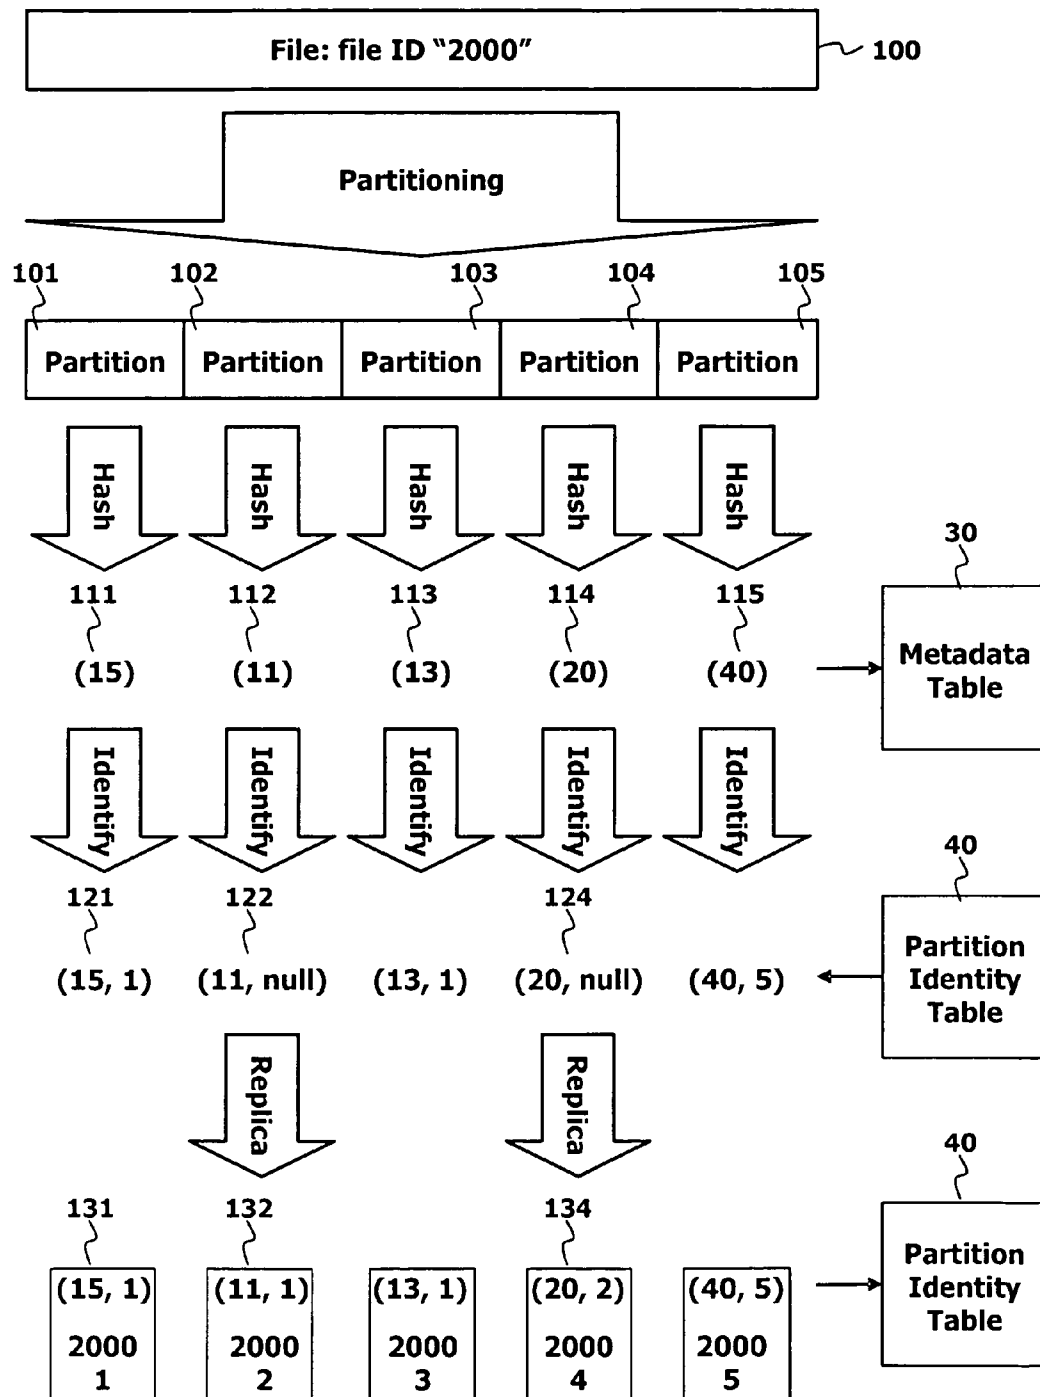 File: file ID “2000”
100
Partitioning
101 102 103 104 105
Partition Partition Partition Partition Partition
Hash Hash Hash Hash Hash
30
111 112 113 114 115
(15) (11) (13) (20) (40)
Metadata
Table
Identify Identify Identify Identify Identify
40
121 122 124
(15, 1) (11, null) (13, 1) (20, null) (40, 5)
Partition
Identity
Table
Replica Replica
40
131 132 134
(15, 1) (11, 1) (13, 1) (20, 2) (40, 5)
Partition
Identity
Table
2000 2000 2000 2000 2000
1 2 3 4 5